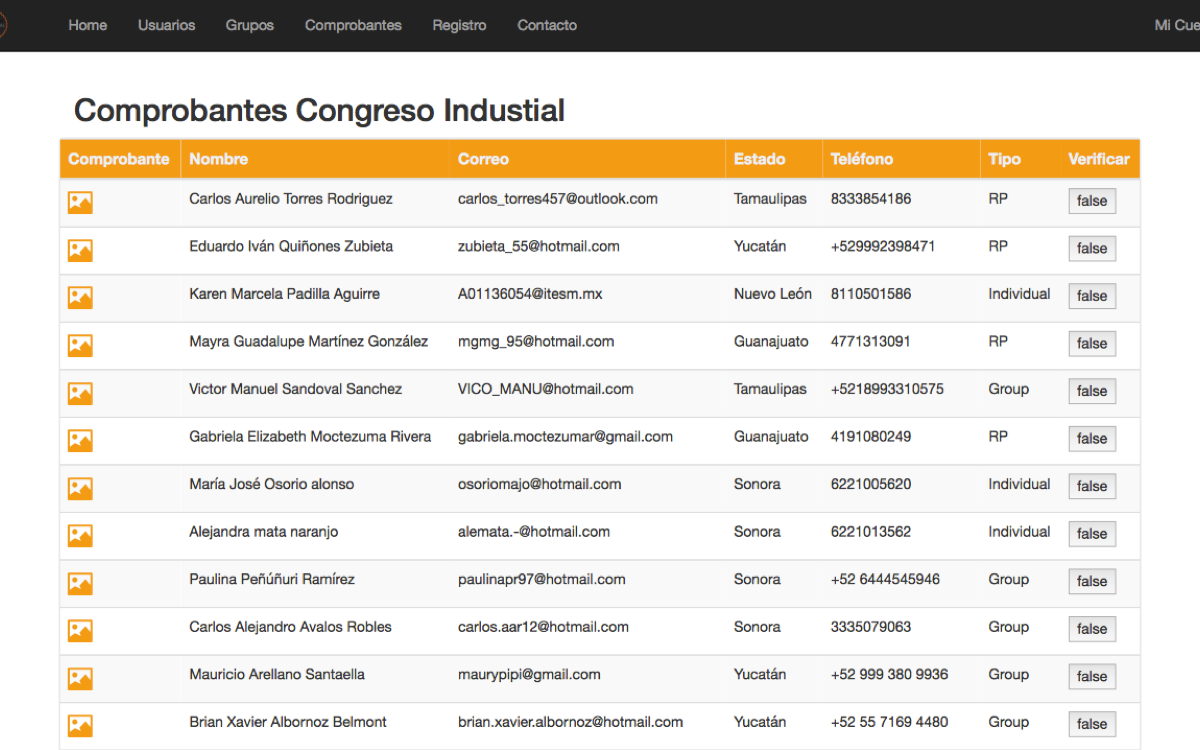 Home Usuarios Grupos Comprobantes Registro Contacto Mi Cue
Comprobantes Congreso Industial
Comprobante Nombre Correo Estado Teléfono Tipo Verificar
Carlos Aurelio Torres Rodriguez carlos_torres457@outlook.com Tamaulipas 8333854186 RP false
Eduardo Iván Quiñones Zubieta zubieta_55@hotmail.com Yucatán +529992398471 RP false
Karen Marcela Padilla Aguirre A01136054@itesm.mx Nuevo León 8110501586 Individual false
Mayra Guadalupe Martínez González mgmg_95@hotmail.com Guanajuato 4771313091 RP false
Victor Manuel Sandoval Sanchez VICO_MANU@hotmail.com Tamaulipas +5218993310575 Group false
Gabriela Elizabeth Moctezuma Rivera gabriela.moctezumar@gmail.com Guanajuato 4191080249 RP false
María José Osorio alonso osoriomajo@hotmail.com Sonora 6221005620 Individual false
Alejandra mata naranjo alemata.-@hotmail.com Sonora 6221013562 Individual false
Paulina Peñúñuri Ramírez paulinapr97@hotmail.com Sonora +52 6444545946 Group false
Carlos Alejandro Avalos Robles carlos.aar12@hotmail.com Sonora 3335079063 Group false
Mauricio Arellano Santaella maurypipi@gmail.com Yucatán +52 999 380 9936 Group false
Brian Xavier Albornoz Belmont brian.xavier.albornoz@hotmail.com Yucatán +52 55 7169 4480 Group false